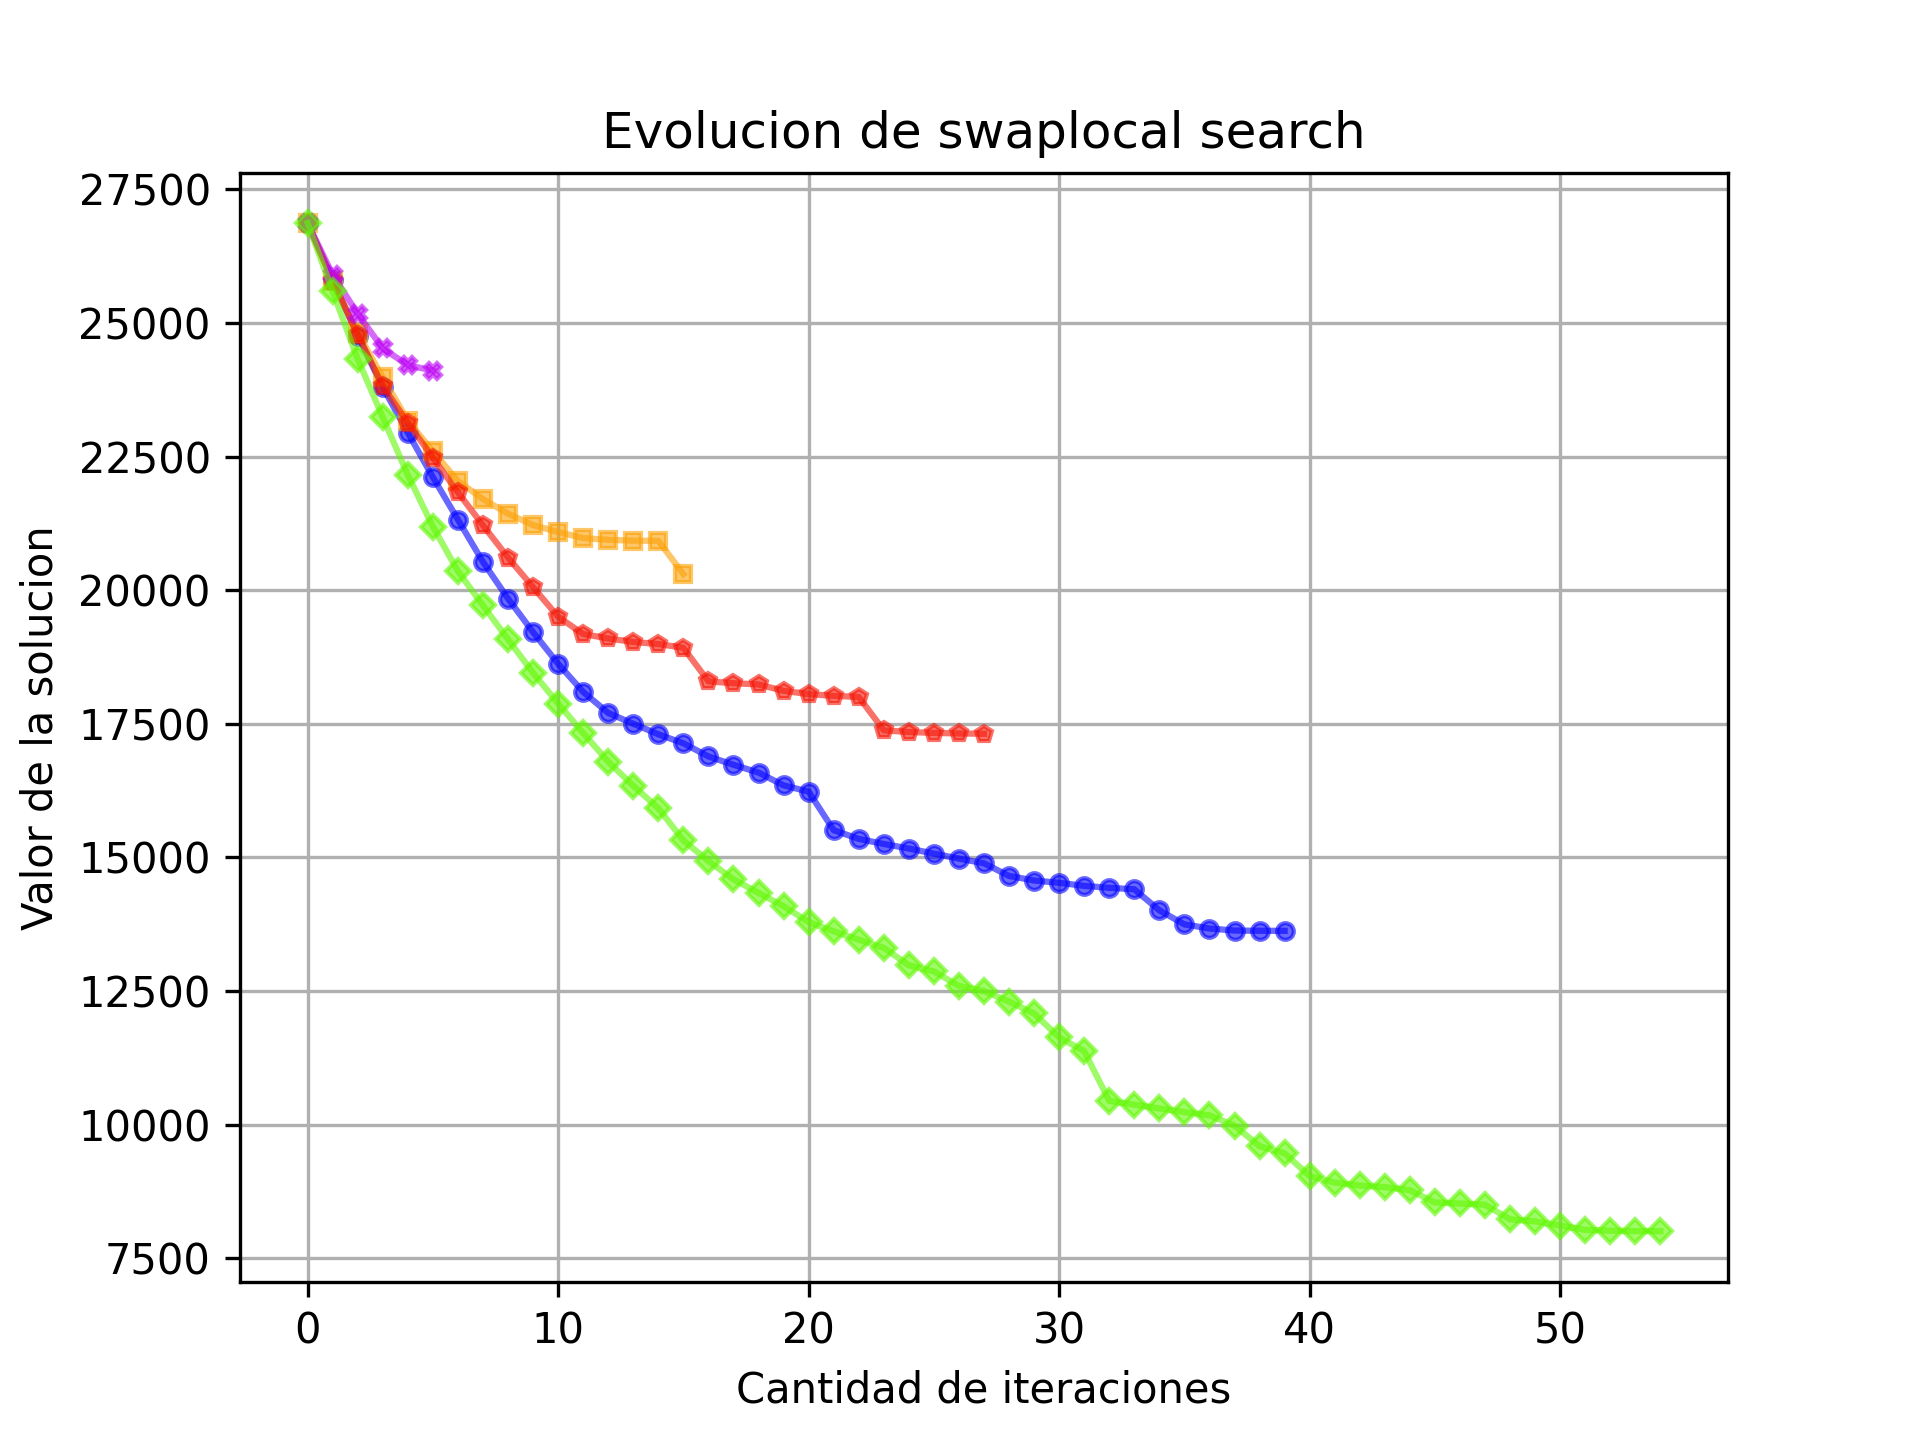 Evolucion de swaplocal search
27500
25000
22500
20000
17500
15000
12500
10000
7500
Valor de la solucion
0 10 20 30 40 50
Cantidad de iteraciones